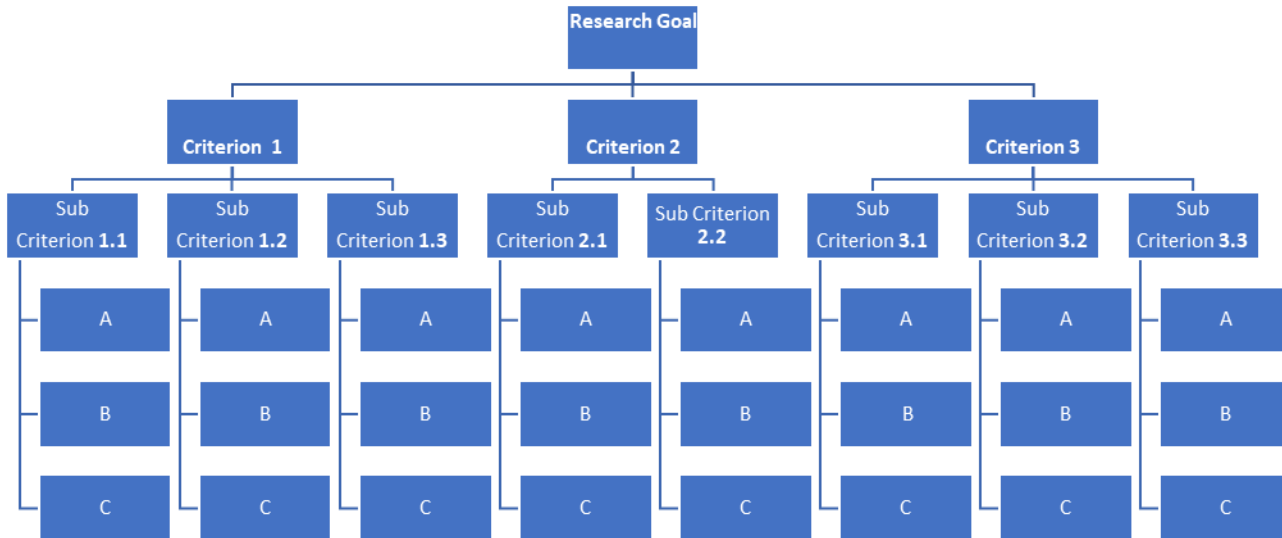 Research Goal
Criterion 1
Criterion 2
Criterion 3
Sub
Criterion 1.1
Sub
Criterion 1.2
Sub
Criterion 1.3
Sub
Criterion 2.1
Sub Criterion
2.2
Sub
Criterion 3.1
Sub
Criterion 3.2
Sub
Criterion 3.3
A
A
A
A
A
A
A
A
B
B
B
B
B
B
B
B
C
C
C
C
C
C
C
C